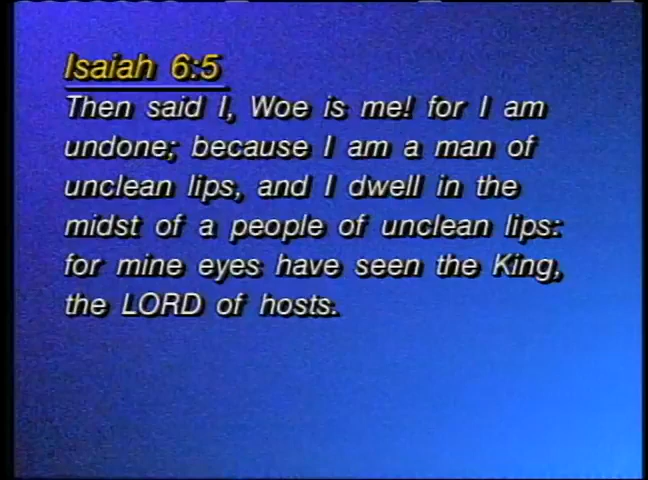 Isaiah 6:5
Then said I, Woe is me! for I am
undone; because I am a man of
unclean lips, and I dwell in the
midst of a people of unclean lips:
for mine eyes have seen the King,
the LORD of hosts.